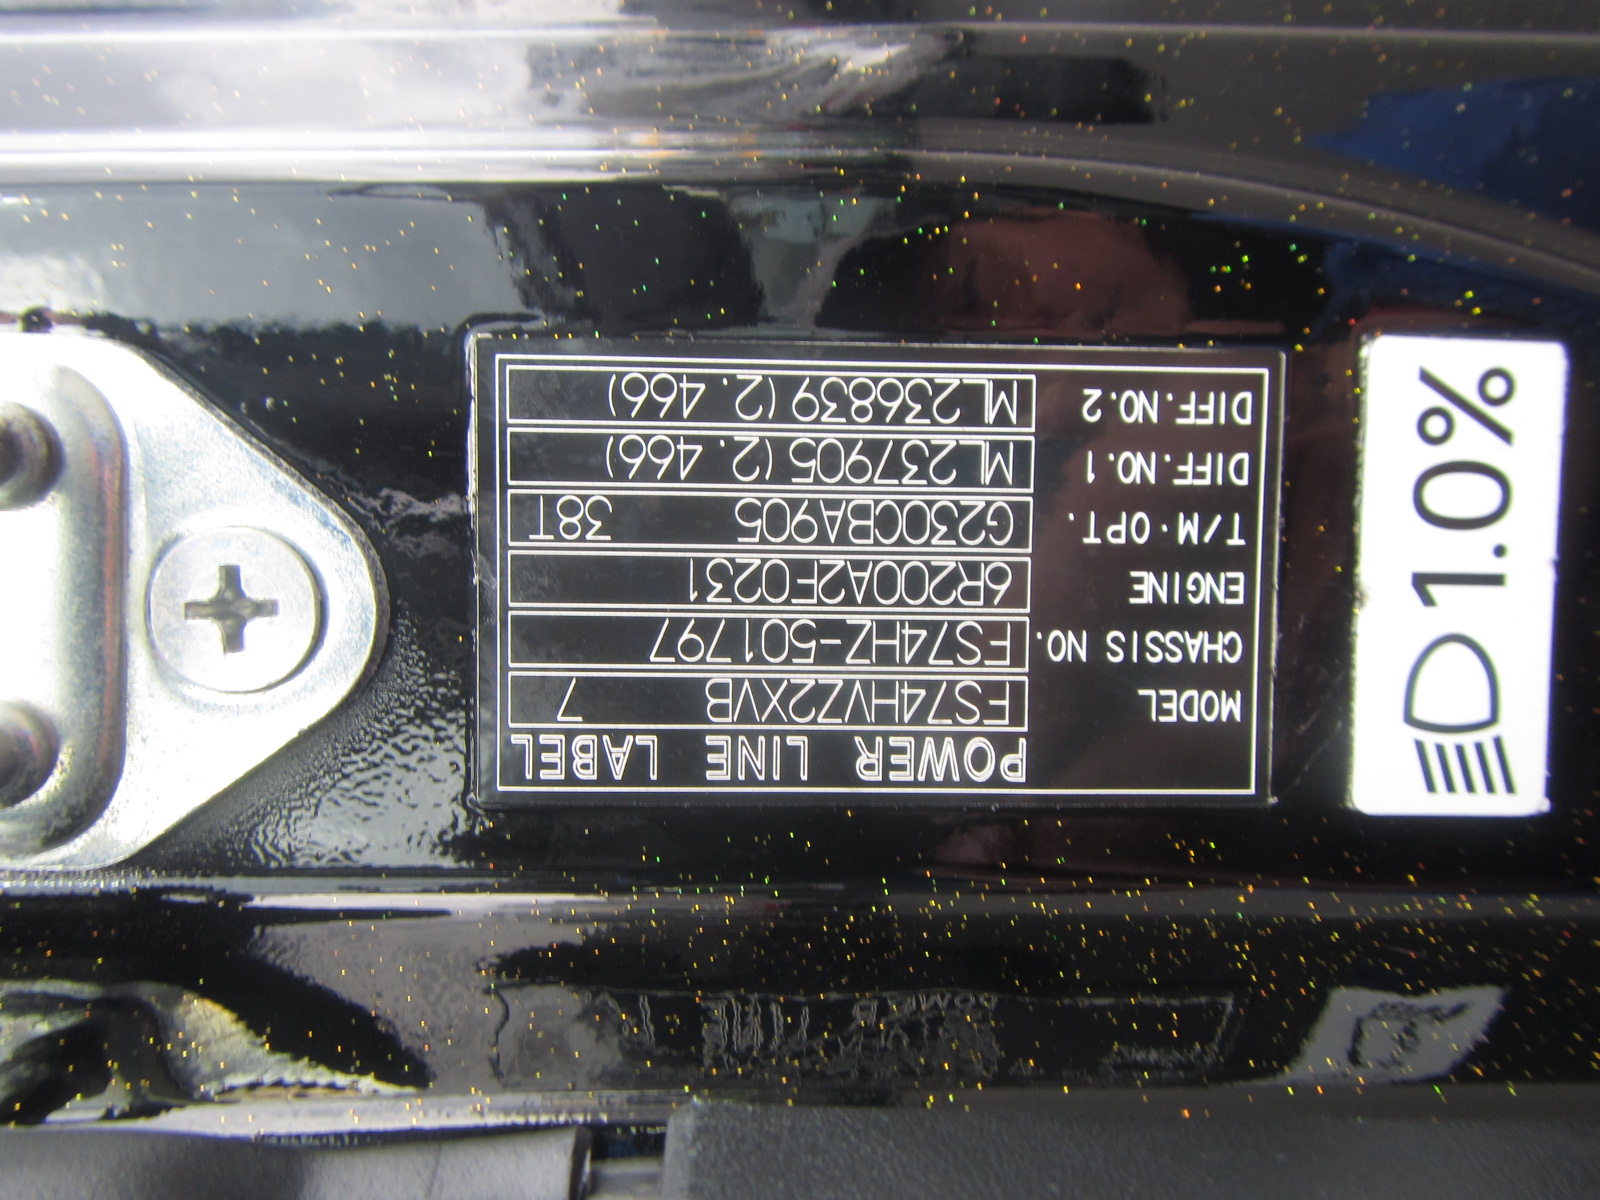 POWER LINE LABEL
MODEL FS74HVZ2XVB 7
CHASSIS NO. FS74HZ-501797
ENGINE 6R200A2F0231
T/M·OPT. G230CBA905 38T
DIFF.NO.1 ML237905(2.466)
DIFF.NO.2 ML236839(2.466)
1.0%